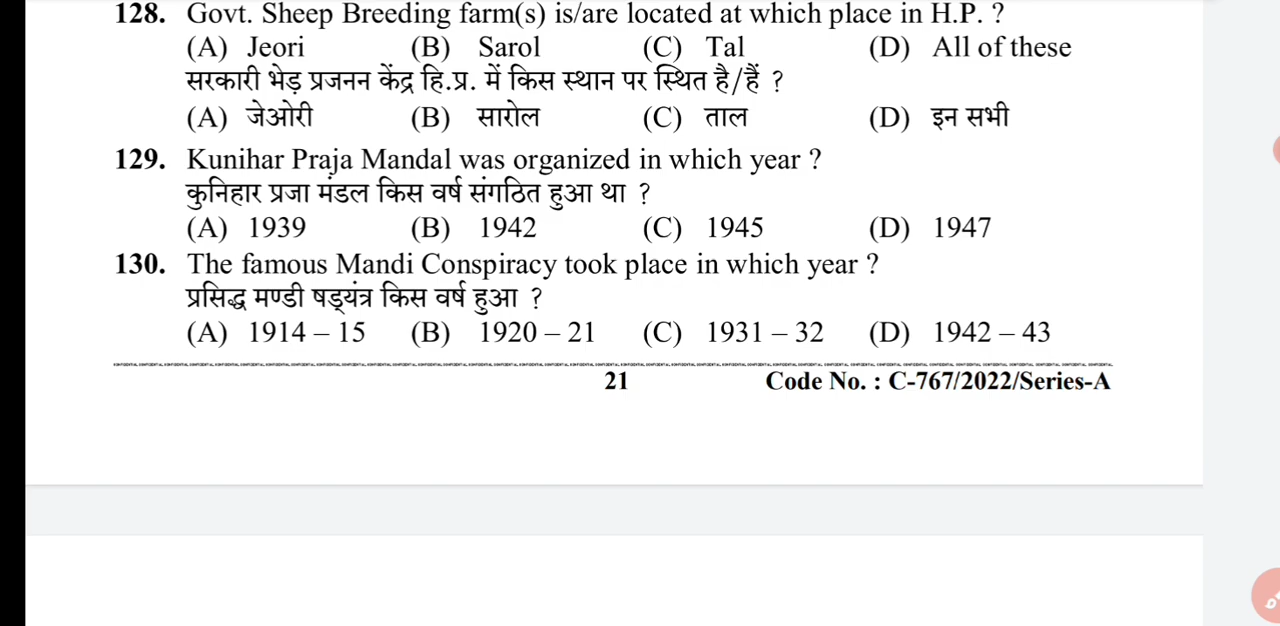 128. Govt. Sheep Breeding farm(s) is/are located at which place in H.P. ?
(A) Jeori (B) Sarol (C) Tal (D) All of these
सरकारी भेड़ प्रजनन केंद्र हि.प्र. में किस स्थान पर स्थित है/हैं ?
(A) जेओरी (B) सारोल (C) ताल (D) इन सभी
129. Kunihar Praja Mandal was organized in which year ?
कुनिहार प्रजा मंडल किस वर्ष संगठित हुआ था ?
(A) 1939 (B) 1942 (C) 1945 (D) 1947
130. The famous Mandi Conspiracy took place in which year ?
प्रसिद्ध मण्डी षड्यंत्र किस वर्ष हुआ ?
(A) 1914 – 15 (B) 1920 – 21 (C) 1931 – 32 (D) 1942 – 43
21 Code No. : C-767/2022/Series-A